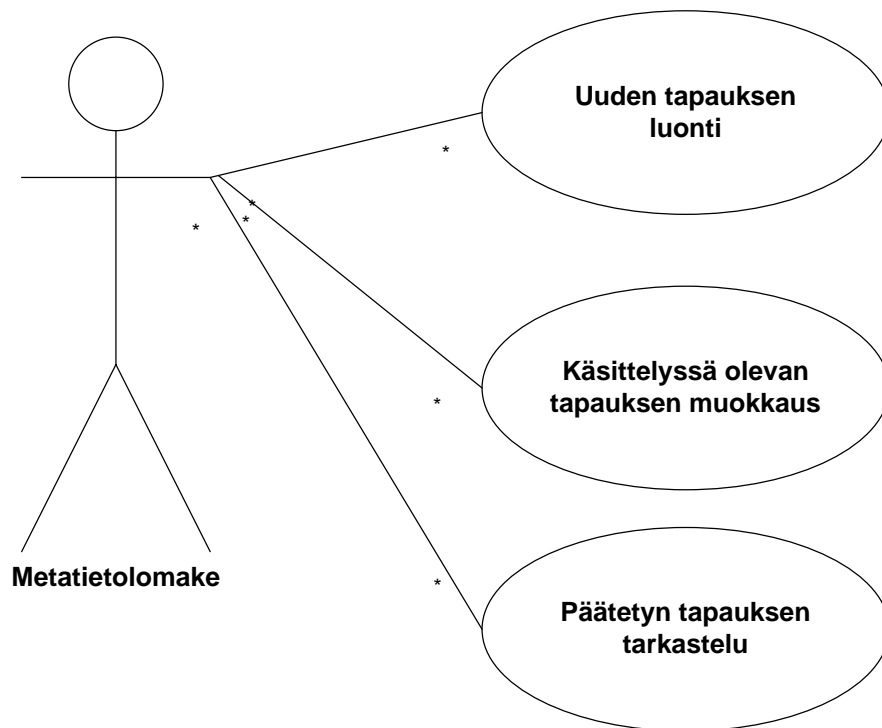 Uuden tapauksen
luonti
*
*
*
*
Käsittelyssä olevan
tapauksen muokkaus
*
Metatietolomake
*
Päätetyn tapauksen
tarkastelu